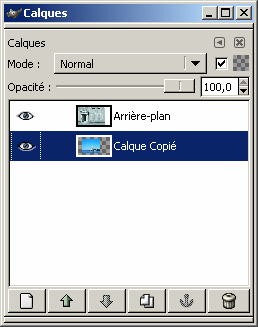 Calques
Calques
Mode : Normal
Opacité : 100,0
Arrière-plan
Calque Copié